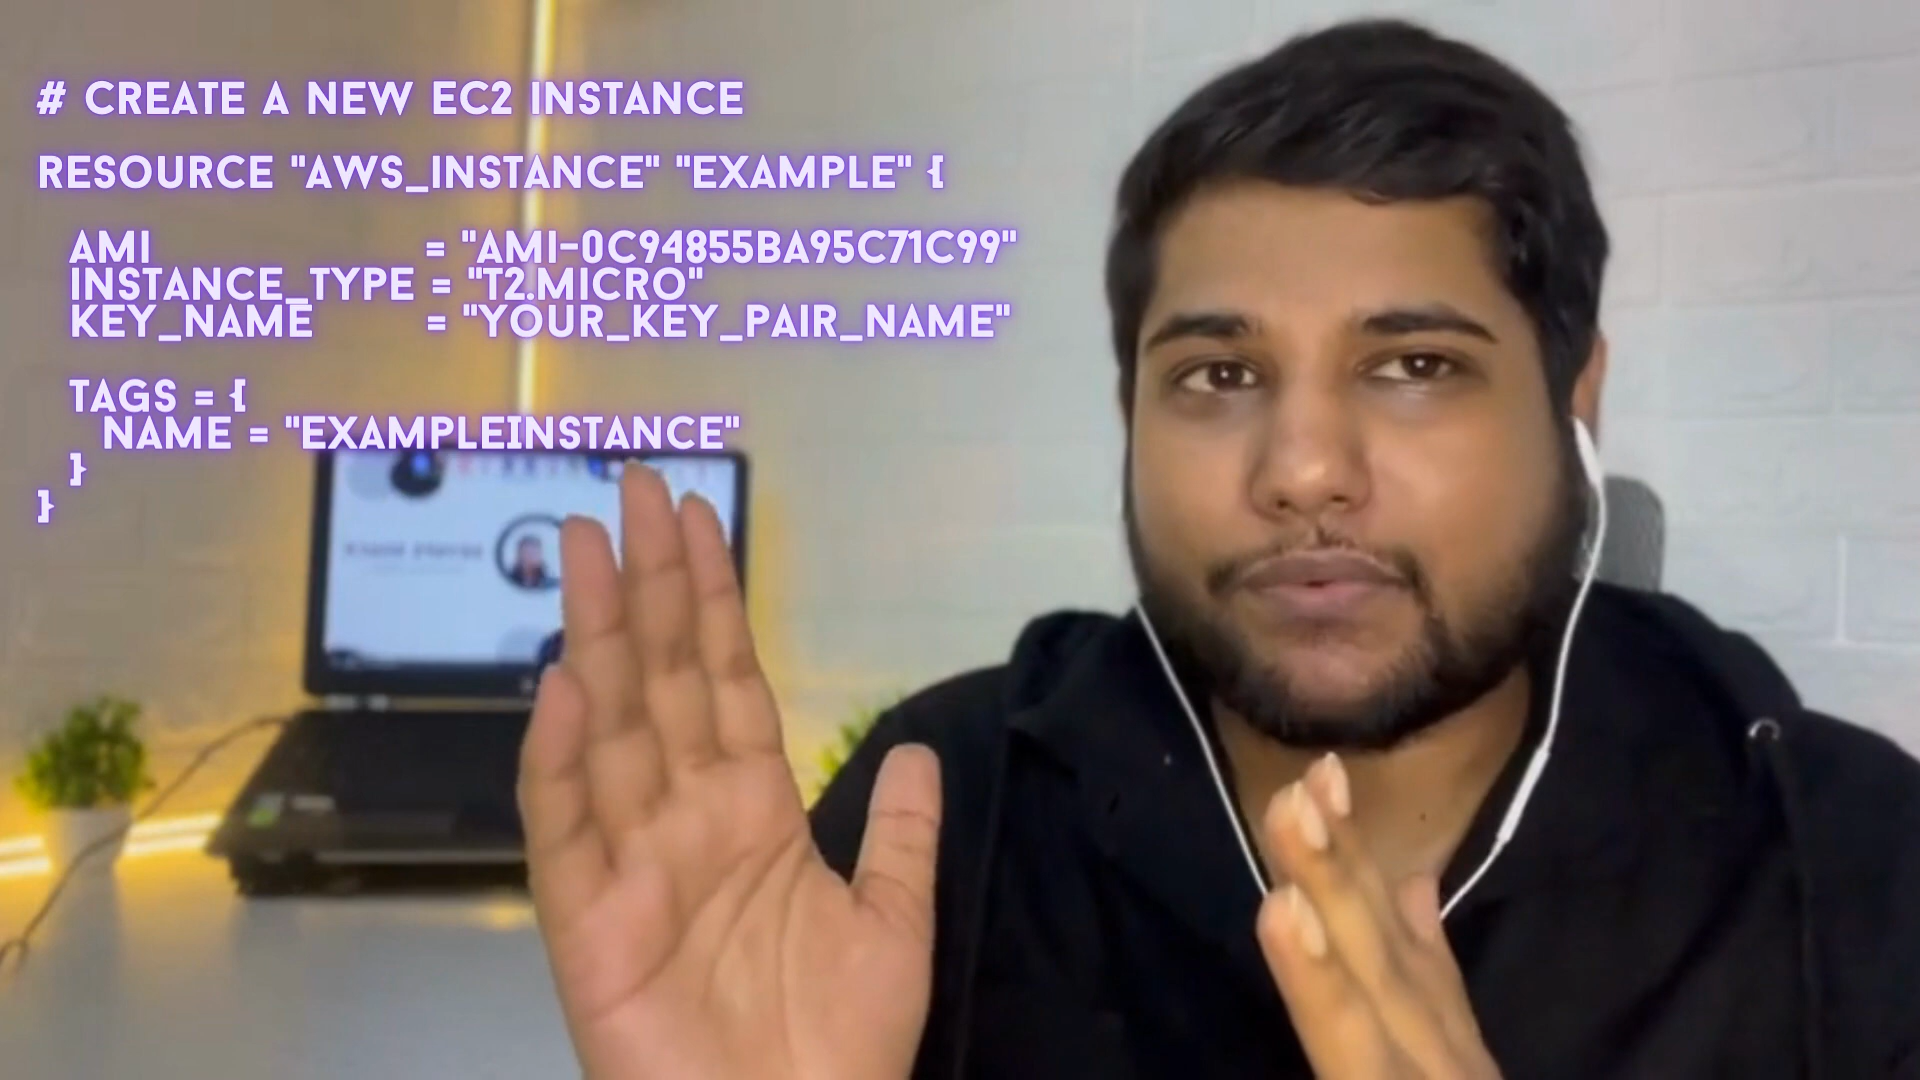 # CREATE A NEW EC2 INSTANCE
RESOURCE "AWS_INSTANCE" "EXAMPLE" {
AMI = "AMI-0C94855BA95C71C99"
INSTANCE_TYPE = "T2.MICRO"
KEY_NAME = "YOUR_KEY_PAIR_NAME"
TAGS = {
NAME = "EXAMPLEINSTANCE"
}
}